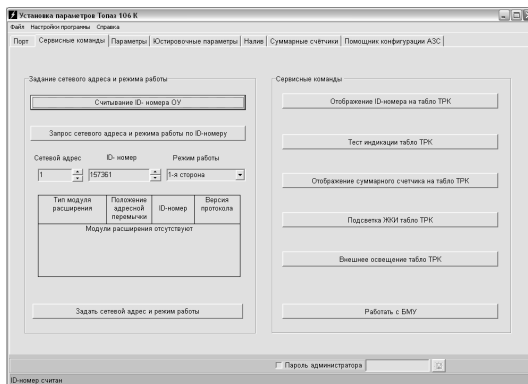 Установка параметров Топаз 106 К
Файл Настройки программы Справка
Порт Сервисные команды Параметры Юстировочные параметры Налив Суммарные счётчики Помощник конфигурации АЗС
Задание сетевого адреса и режима работы
Считывание ID- номера ОУ
Запрос сетевого адреса и режима работы по ID-номеру
Сетевой адрес ID- номер Режим работы
1 157361 1-я сторона
Тип модуля расширения Положение адресной перемычки ID-номер Версия протокола
Модули расширения отсутствуют
Задать сетевой адрес и режим работы
Сервисные команды
Отображение ID-номера на табло ТРК
Тест индикации табло ТРК
Отображение суммарного счетчика на табло ТРК
Подсветка ЖКИ табло ТРК
Внешнее освещение табло ТРК
Работать с БМУ
Пароль администратора
ID-номер считан